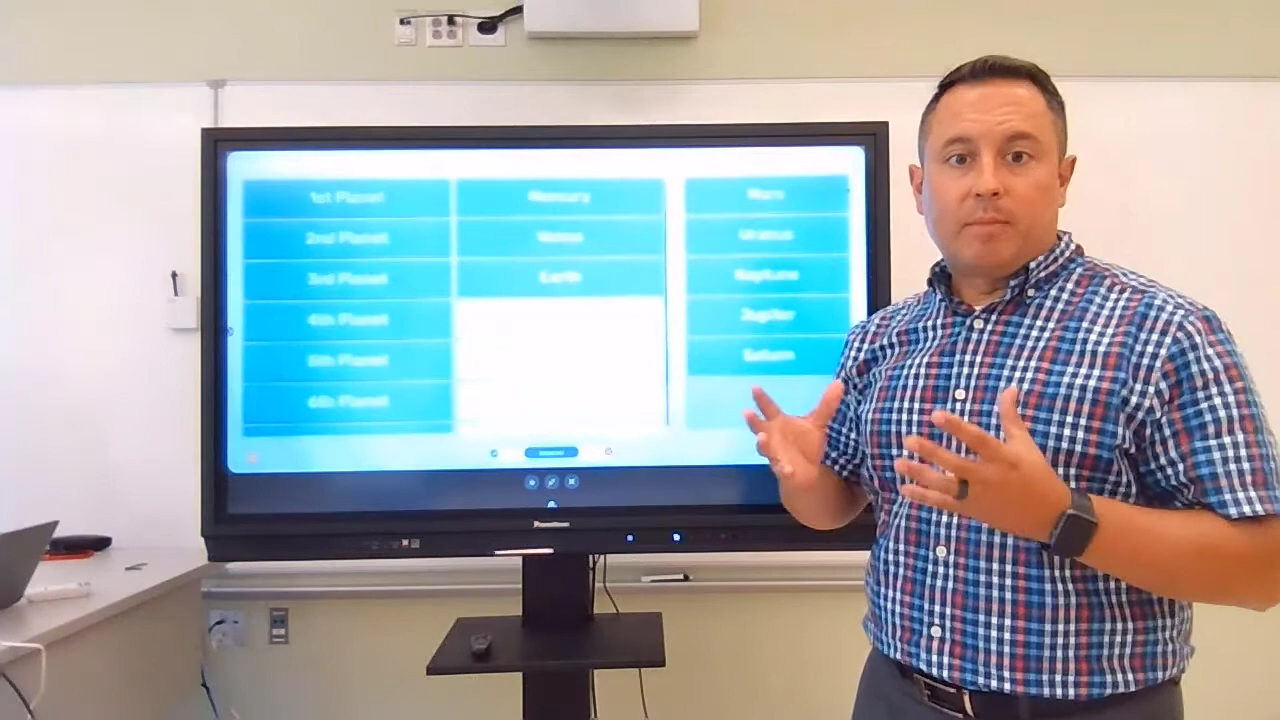 1st Planet Mercury Mars
2nd Planet Venus Uranus
3rd Planet Earth Neptune
4th Planet Jupiter
5th Planet Saturn
6th Planet